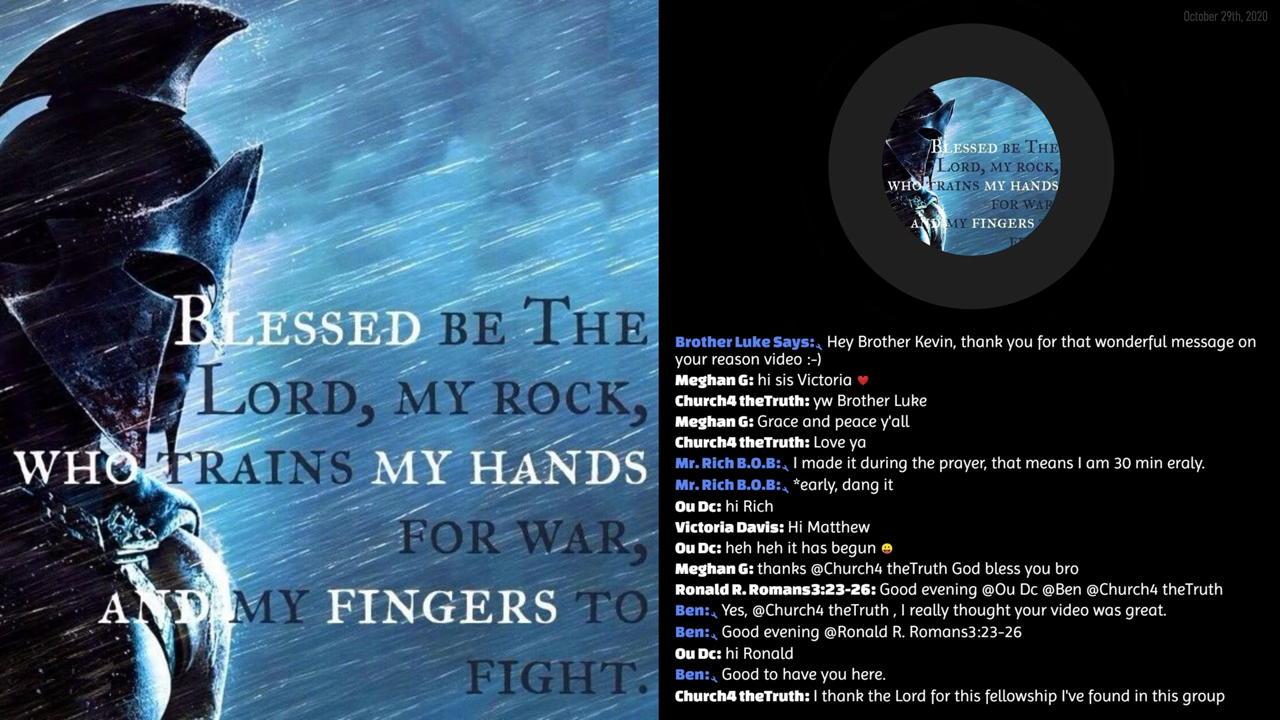 BLESSED BE THE
LORD, MY ROCK,
WHO TRAINS MY HANDS
FOR WAR,
AND MY FINGERS TO
FIGHT.
October 29th, 2020
BLESSED BE THE
LORD, MY ROCK,
WHO TRAINS MY HANDS
FOR WAR
AND MY FINGERS
Brother Luke Says: Hey Brother Kevin, thank you for that wonderful message on
your reason video :-)
Meghan G: hi sis Victoria ❤️
Church4 theTruth: yw Brother Luke
Meghan G: Grace and peace y'all
Church4 theTruth: Love ya
Mr. Rich B.O.B: I made it during the prayer, that means I am 30 min eraly.
Mr. Rich B.O.B: *early, dang it
Ou Dc: hi Rich
Victoria Davis: Hi Matthew
Ou Dc: heh heh it has begun 😛
Meghan G: thanks @Church4 theTruth God bless you bro
Ronald R. Romans3:23-26: Good evening @Ou Dc @Ben @Church4 theTruth
Ben: Yes, @Church4 theTruth , I really thought your video was great.
Ben: Good evening @Ronald R. Romans3:23-26
Ou Dc: hi Ronald
Ben: Good to have you here.
Church4 theTruth: I thank the Lord for this fellowship I've found in this group